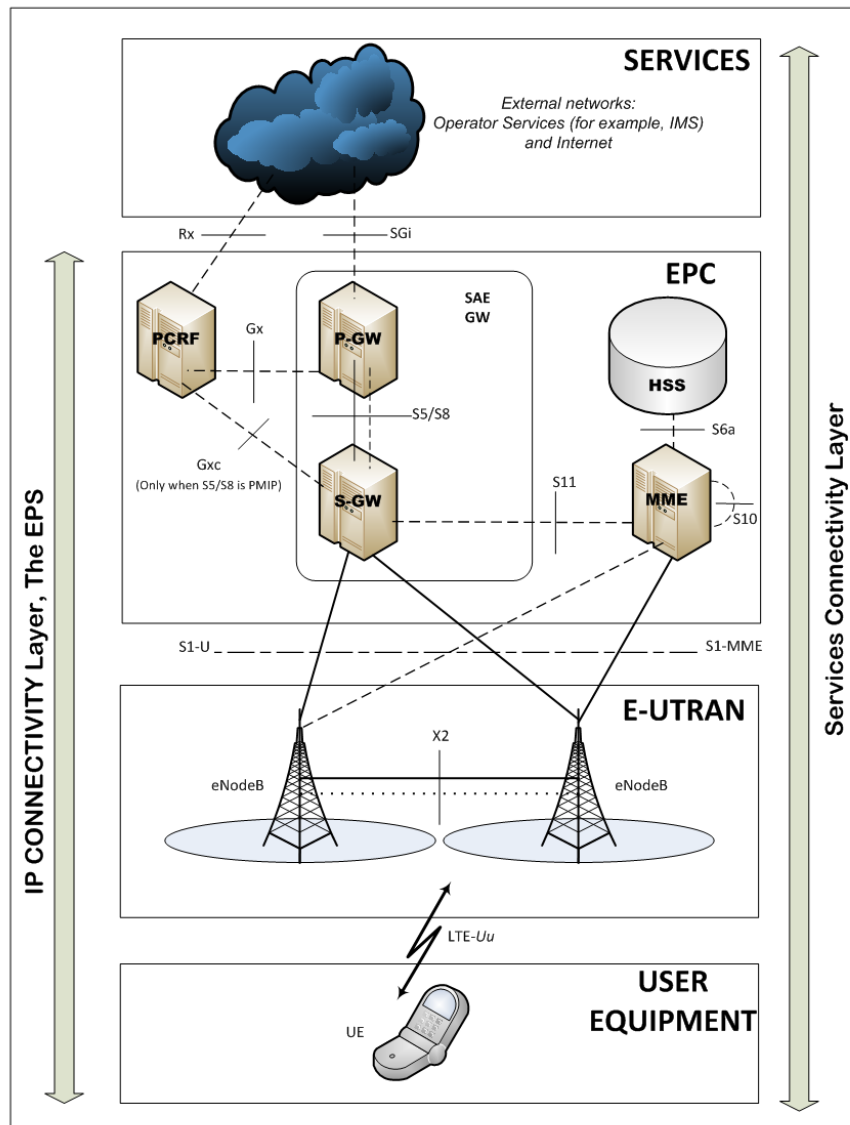 SERVICES
External networks:
Operator Services (for example, IMS)
and Internet
Rx
SGi
EPC
SAE
GW
PCRF
Gx
P-GW
HSS
S5/S8
S6a
Gxc
(Only when S5/S8 is PMIP)
S-GW
S11
MME
S10
S1-U
S1-MME
E-UTRAN
X2
eNodeB
eNodeB
LTE-Uu
USER
EQUIPMENT
UE
IP CONNECTIVITY Layer, The EPS
Services Connectivity Layer